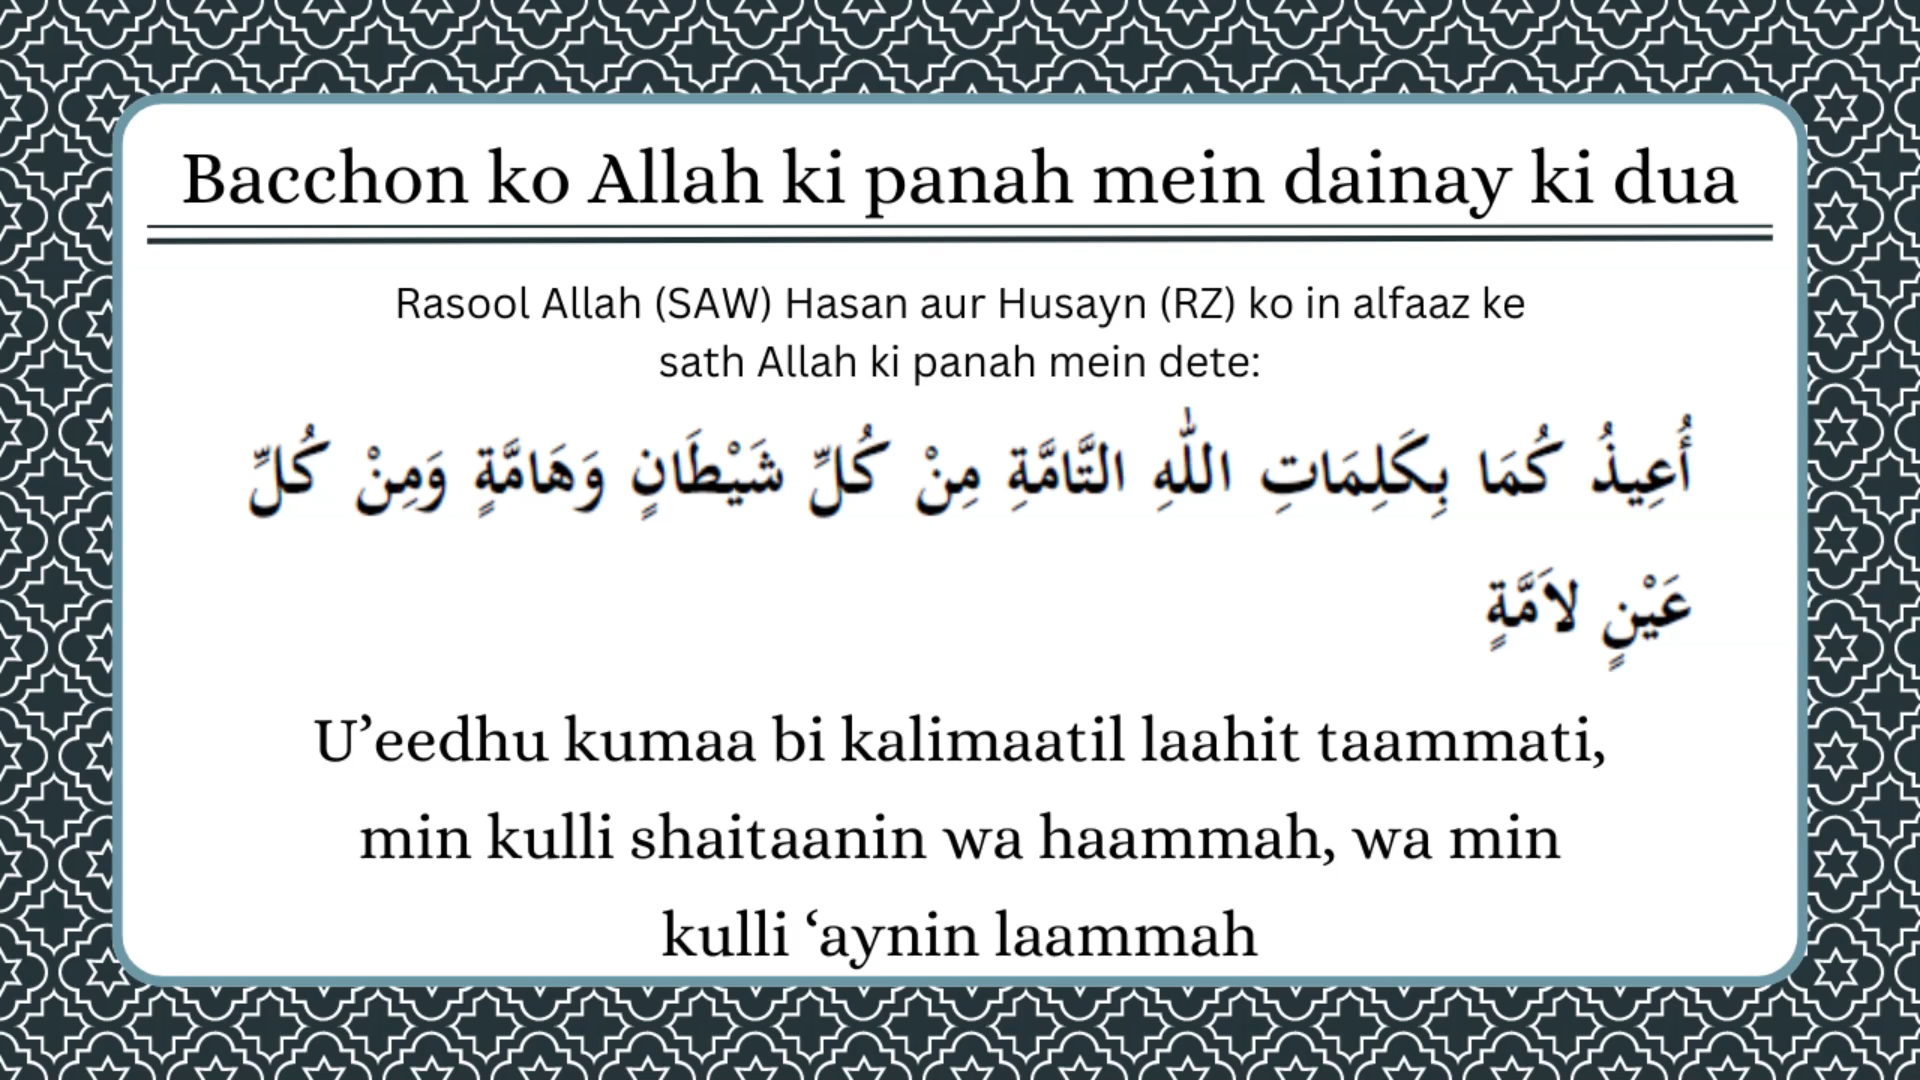 Bacchon ko Allah ki panah mein dainay ki dua
Rasool Allah (SAW) Hasan aur Husayn (RZ) ko in alfaaz ke
sath Allah ki panah mein dete:
أُعِيذُ كُمَا بِكَلِمَاتِ اللّٰهِ التَّامَّةِ مِنْ كُلِّ شَيْطَانٍ وَهَامَّةٍ وَمِنْ كُلِّ
عَيْنٍ لاَمَّةٍ
U’eedhu kumaa bi kalimaatil laahit taammati,
min kulli shaitaanin wa haammah, wa min
kulli ‘aynin laammah